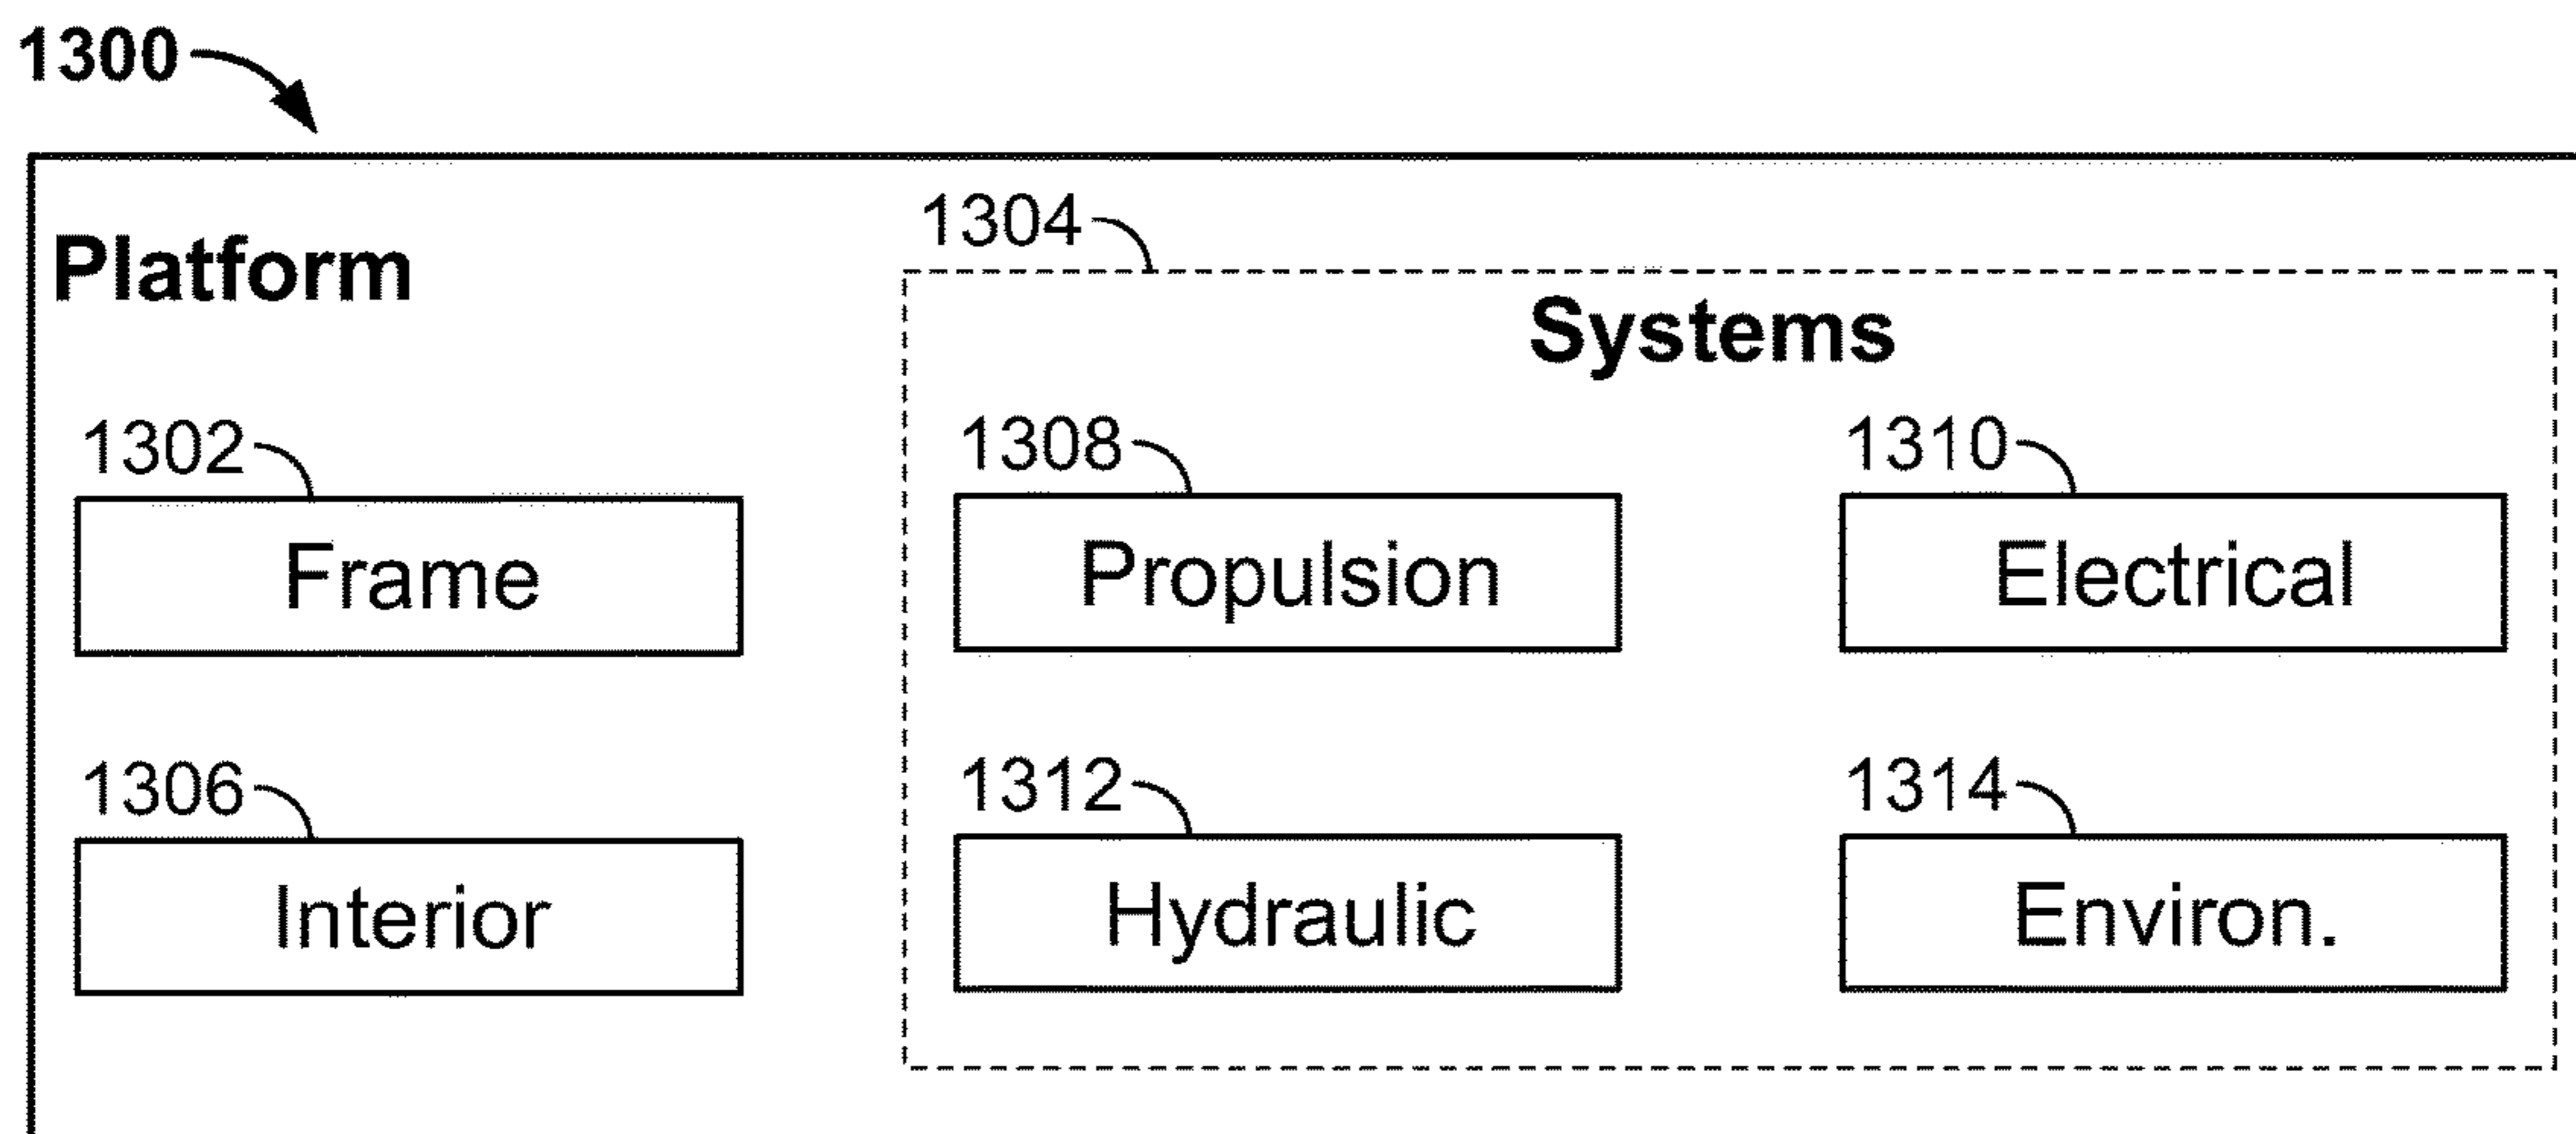 1300
Platform
1304
Systems
1302
Frame
1308
Propulsion
1310
Electrical
1306
Interior
1312
Hydraulic
1314
Environ.